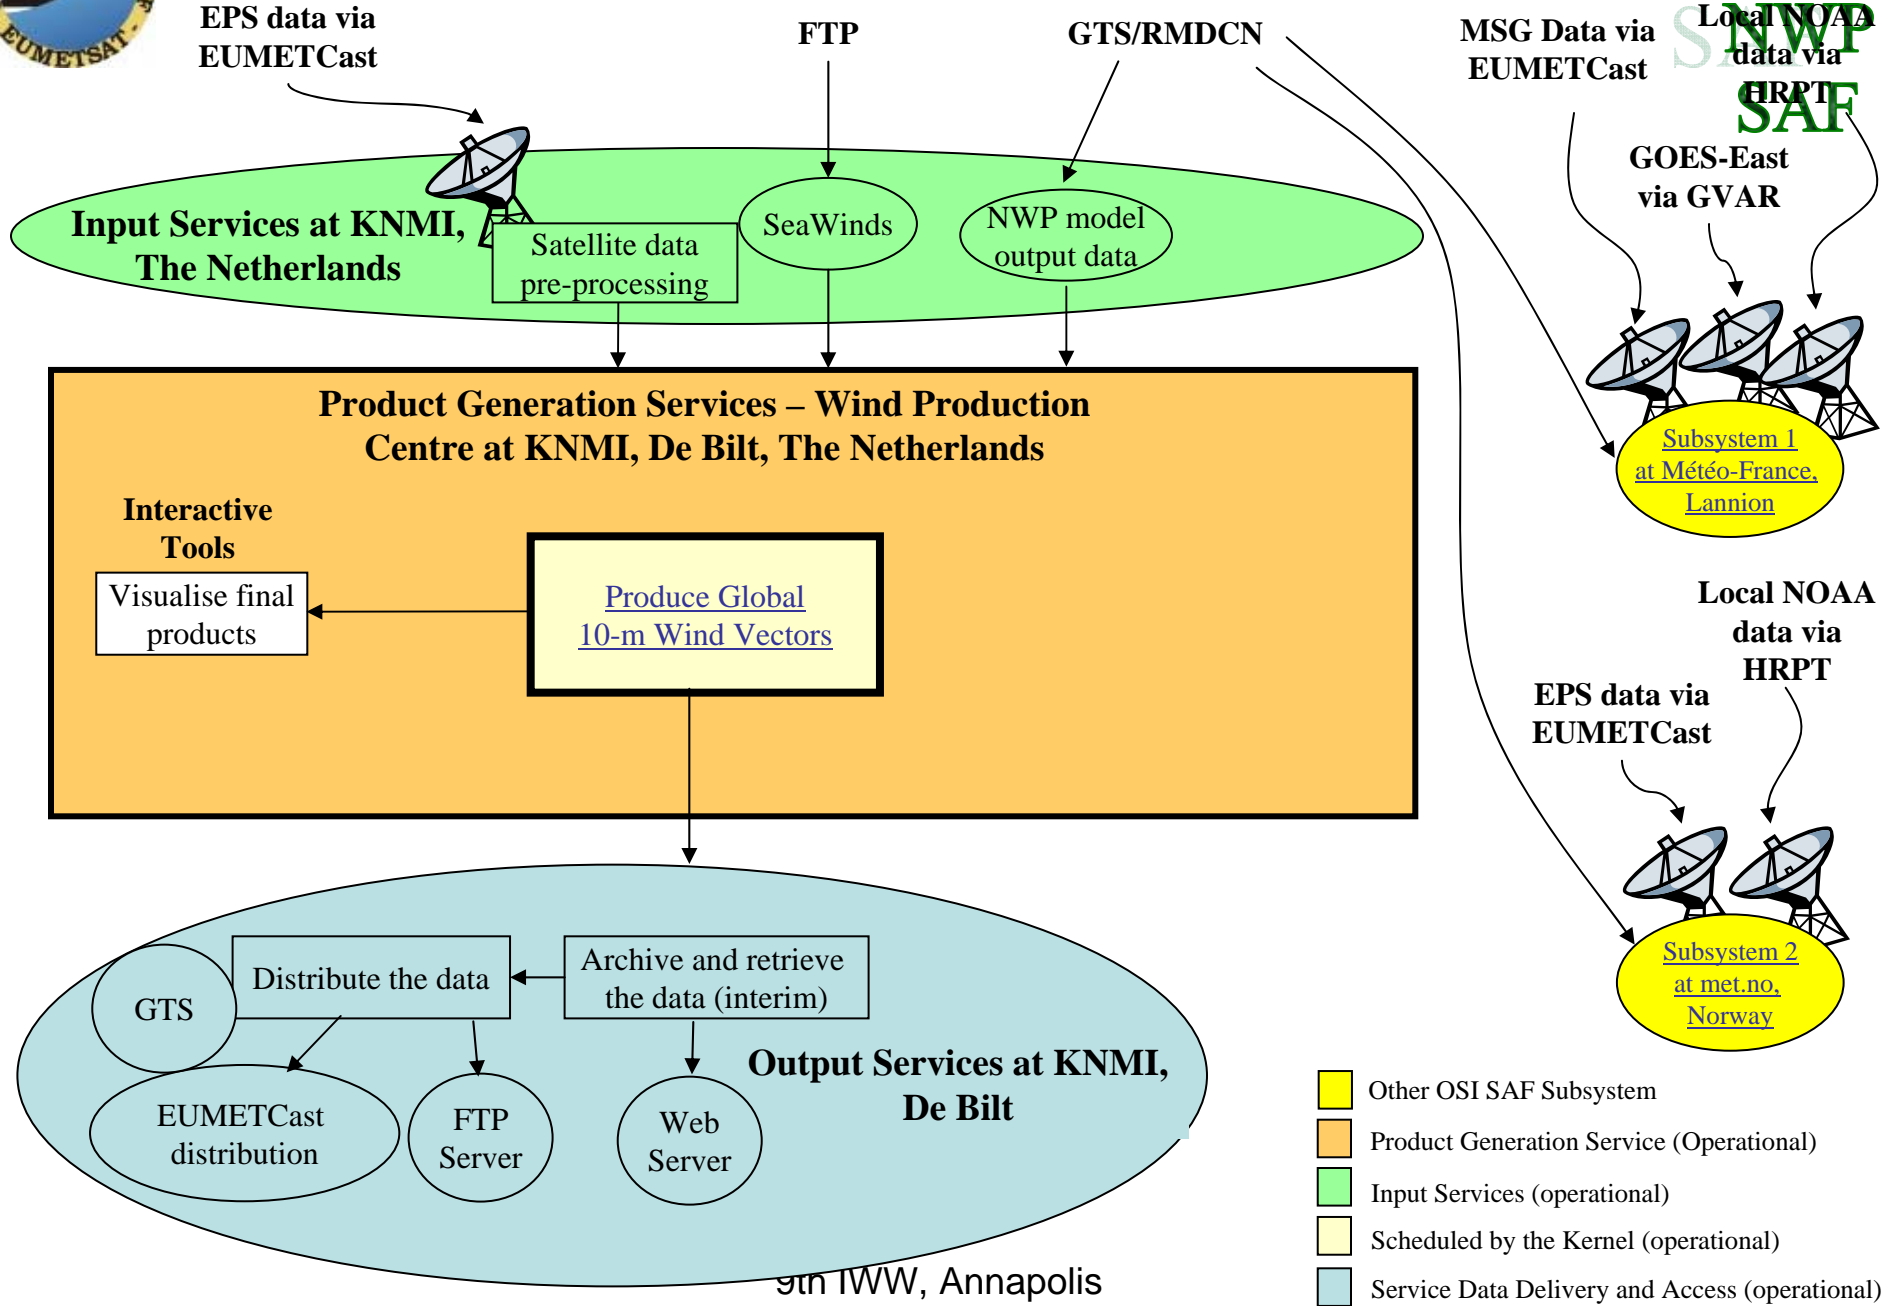 EUMETSAT
EPS data via
EUMETCast
FTP
GTS/RMDCN
MSG Data via
EUMETCast
SAF
NWP
SAF
Local NOAA
data via
HRPT
GOES-East
via GVAR
Input Services at KNMI,
The Netherlands
Satellite data
pre-processing
SeaWinds
NWP model
output data
Product Generation Services – Wind Production
Centre at KNMI, De Bilt, The Netherlands
Interactive
Tools
Visualise final
products
Produce Global
10-m Wind Vectors
Subsystem 1
at Météo-France,
Lannion
Local NOAA
data via
HRPT
EPS data via
EUMETCast
Subsystem 2
at met.no,
Norway
GTS
Distribute the data
Archive and retrieve
the data (interim)
Output Services at KNMI,
De Bilt
EUMETCast
distribution
FTP
Server
Web
Server
Other OSI SAF Subsystem
Product Generation Service (Operational)
Input Services (operational)
Scheduled by the Kernel (operational)
Service Data Delivery and Access (operational)
9th IWW, Annapolis